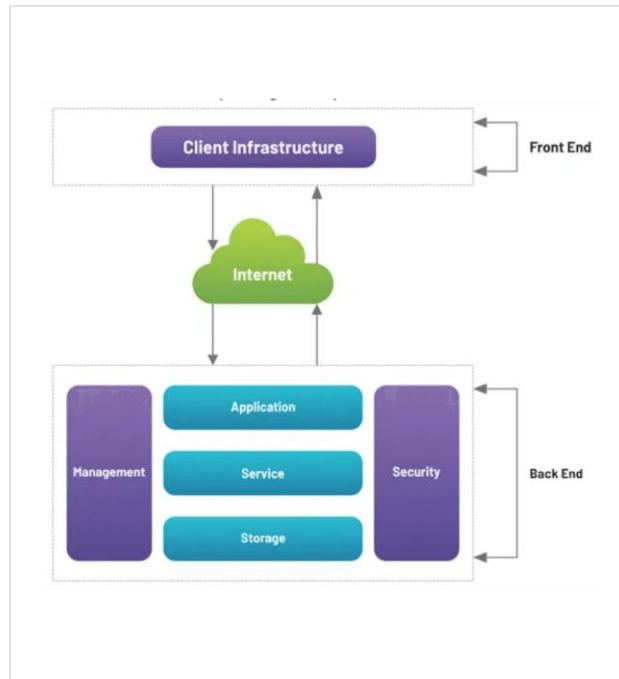 Client Infrastructure
Front End
Internet
Application
Management
Service
Security
Back End
Storage